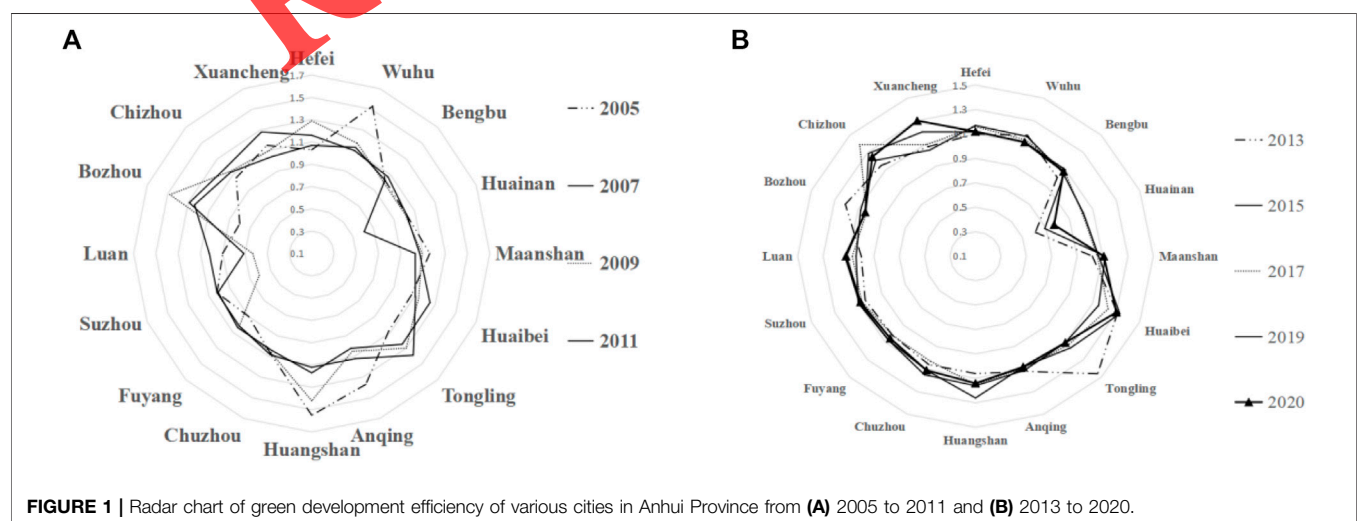 A
Hefei
Wuhu
Bengbu
Huainan
Maanshan
Huaibei
Tongling
Anqing
Huangshan
Chuzhou
Fuyang
Suzhou
Luan
Bozhou
Chizhou
Xuancheng
1.7
1.5
1.3
1.1
0.9
0.7
0.5
0.3
0.1
2005
2007
2009
2011
B
Hefei
Wuhu
Bengbu
Huainan
Maanshan
Huaibei
Tongling
Anqing
Huangshan
Chuzhou
Fuyang
Suzhou
Luan
Bozhou
Chizhou
Xuancheng
1.5
1.3
0.9
0.7
0.5
0.3
0.1
2013
2015
2017
2019
2020
FIGURE 1 | Radar chart of green development efficiency of various cities in Anhui Province from (A) 2005 to 2011 and (B) 2013 to 2020.